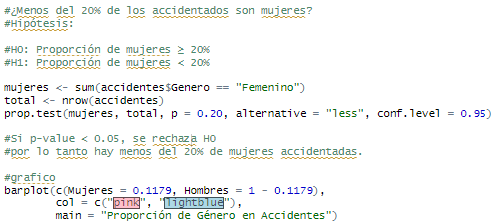 #¿Menos del 20% de los accidentados son mujeres?
#Hipótesis:
#H0: Proporción de mujeres ≥ 20%
#H1: Proporción de mujeres < 20%
mujeres <- sum(accidentes$Genero == "Femenino")
total <- nrow(accidentes)
prop.test(mujeres, total, p = 0.20, alternative = "less", conf.level = 0.95)
#Si p-value < 0.05, se rechaza H0
#por lo tanto hay menos del 20% de mujeres accidentadas.
#grafico
barplot(c(Mujeres = 0.1179, Hombres = 1 - 0.1179),
col = c("pink", "lightblue"),
main = "Proporción de Género en Accidentes")